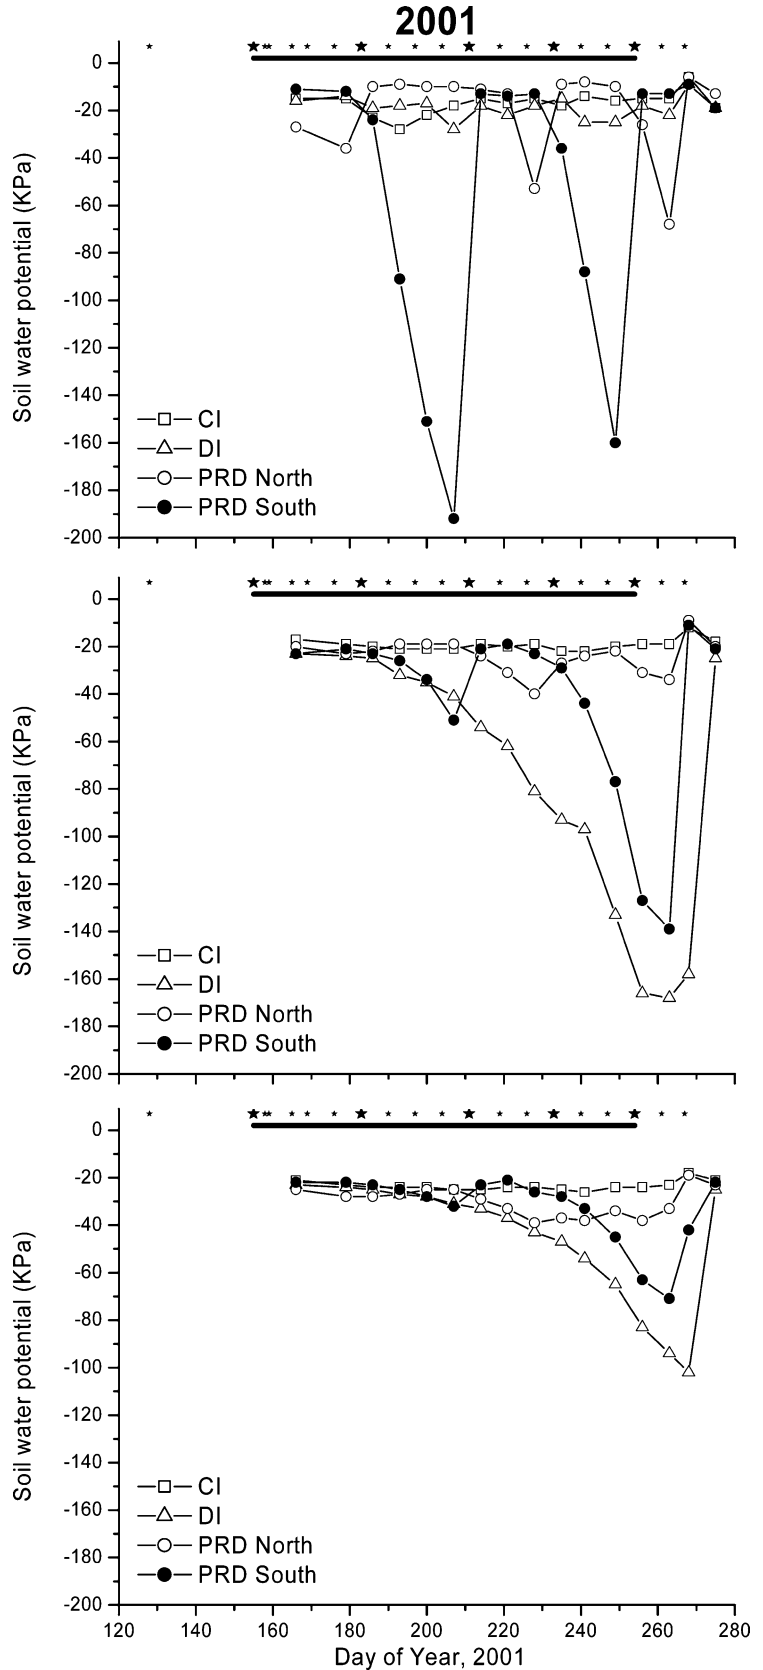 2001
0
-20
-40
-60
-80
-100
-120
-140
-160
-180
-200
Soil water potential (KPa)
CI
DI
PRD North
PRD South
0
-20
-40
-60
-80
-100
-120
-140
-160
-180
-200
Soil water potential (KPa)
CI
DI
PRD North
PRD South
0
-20
-40
-60
-80
-100
-120
-140
-160
-180
-200
Soil water potential (KPa)
CI
DI
PRD North
PRD South
120 140 160 180 200 220 240 260 280
Day of Year, 2001